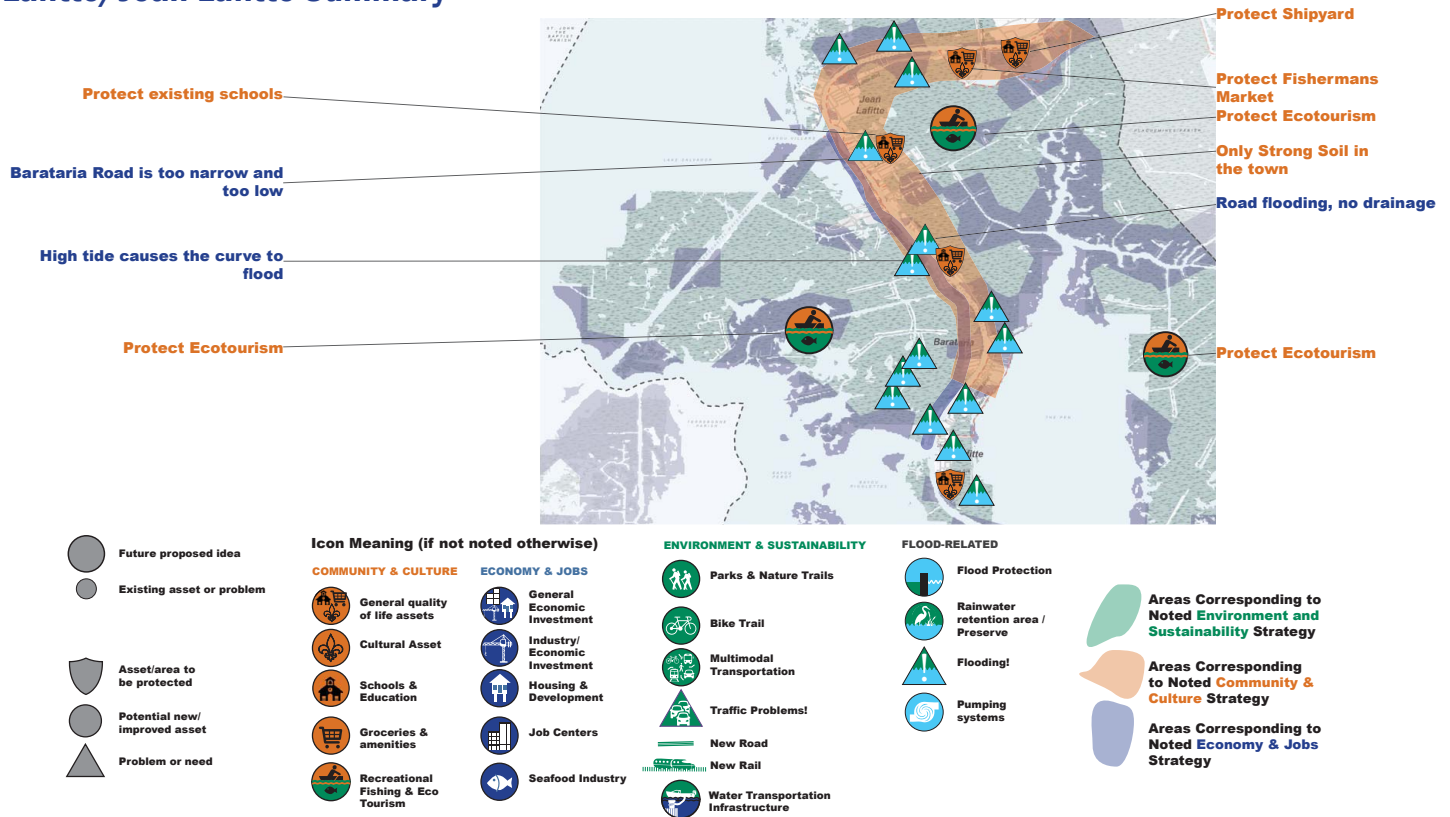 Protect Shipyard
Protect Fishermans
Market
Protect existing schools
Protect Ecotourism
Only Strong Soil in
the town
Barataria Road is too narrow and
too low
Road flooding, no drainage
High tide causes the curve to
flood
Protect Ecotourism
Protect Ecotourism
Jean
Lafitte
Future proposed idea
Existing asset or problem
Asset/area to
be protected
Potential new/
improved asset
Problem or need
Icon Meaning (if not noted otherwise)
COMMUNITY & CULTURE
General quality
of life assets
Cultural Asset
Schools &
Education
Groceries &
amenities
Recreational
Fishing & Eco
Tourism
ECONOMY & JOBS
General
Economic
Investment
Industry/
Economic
Investment
Housing &
Development
Job Centers
Seafood Industry
ENVIRONMENT & SUSTAINABILITY
Parks & Nature Trails
Bike Trail
Multimodal
Transportation
Traffic Problems!
New Road
New Rail
Water Transportation
Infrastructure
FLOOD-RELATED
Flood Protection
Rainwater
retention area /
Preserve
Flooding!
Pumping
systems
Areas Corresponding to
Noted Environment and
Sustainability Strategy
Areas Corresponding
to Noted Community &
Culture Strategy
Areas Corresponding to
Noted Economy & Jobs
Strategy